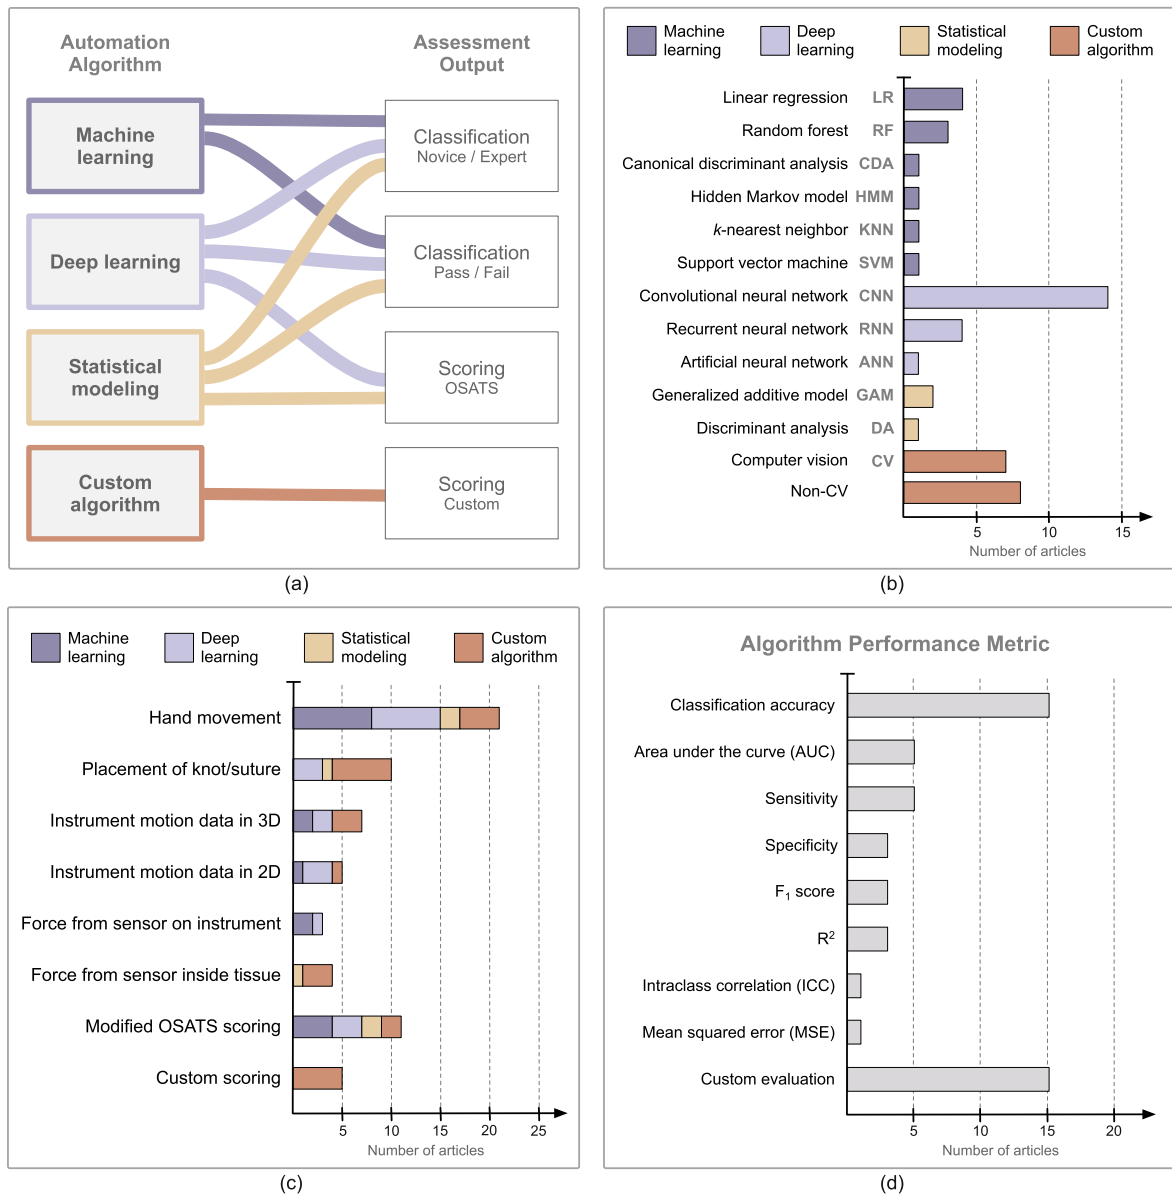 Automation
Algorithm
Assessment
Output
Machine
learning
Deep learning
Statistical
modeling
Custom
algorithm
Classification
Novice / Expert
Classification
Pass / Fail
Scoring
OSATS
Scoring
Custom
(a)
Machine
learning
Deep
learning
Statistical
modeling
Custom
algorithm
Linear regression LR
Random forest RF
Canonical discriminant analysis CDA
Hidden Markov model HMM
k-nearest neighbor KNN
Support vector machine SVM
Convolutional neural network CNN
Recurrent neural network RNN
Artificial neural network ANN
Generalized additive model GAM
Discriminant analysis DA
Computer vision CV
Non-CV
5 10 15
Number of articles
(b)
Machine
learning
Deep
learning
Statistical
modeling
Custom
algorithm
Hand movement
Placement of knot/suture
Instrument motion data in 3D
Instrument motion data in 2D
Force from sensor on instrument
Force from sensor inside tissue
Modified OSATS scoring
Custom scoring
5 10 15 20 25
Number of articles
(c)
Algorithm Performance Metric
Classification accuracy
Area under the curve (AUC)
Sensitivity
Specificity
F1 score
R2
Intraclass correlation (ICC)
Mean squared error (MSE)
Custom evaluation
5 10 15 20
Number of articles
(d)